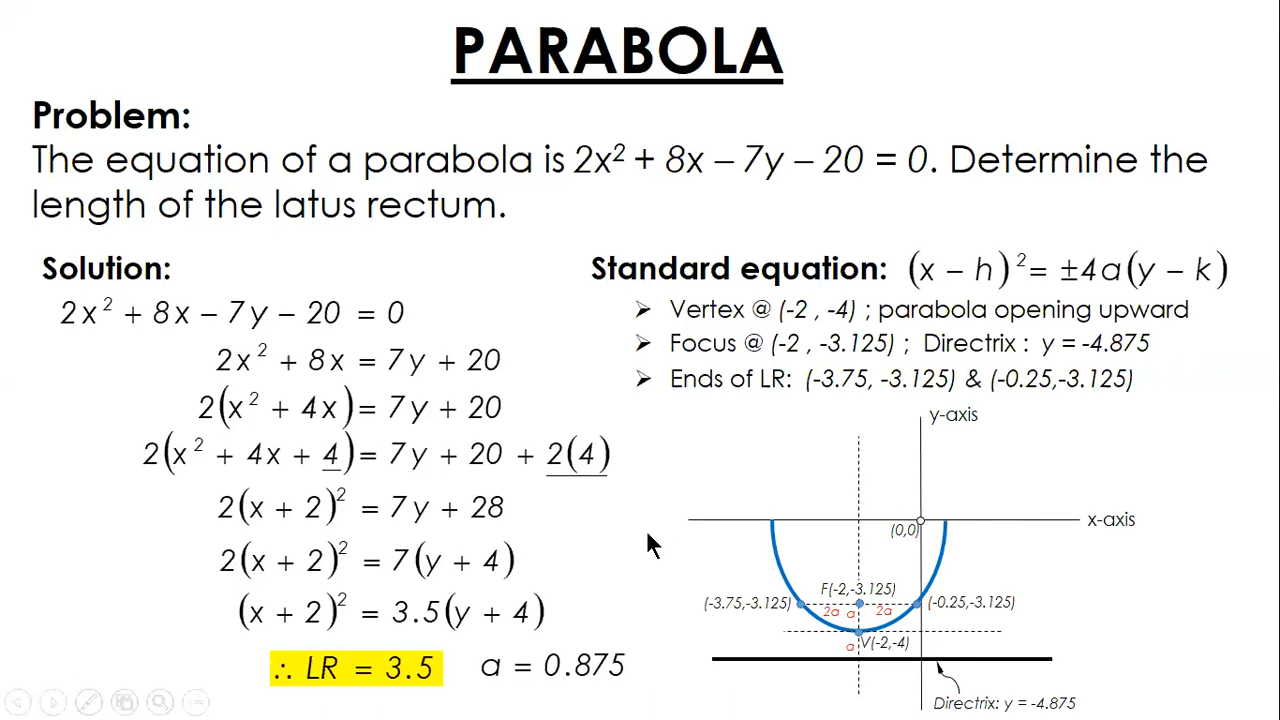 PARABOLA
Problem:
The equation of a parabola is 2x² + 8x – 7y – 20 = 0. Determine the
length of the latus rectum.
Solution:
2x² + 8x − 7y − 20 = 0
2x² + 8x = 7y + 20
2(x² + 4x) = 7y + 20
2(x² + 4x + 4) = 7y + 20 + 2(4)
2(x + 2)² = 7y + 28
2(x + 2)² = 7(y + 4)
(x + 2)² = 3.5(y + 4)
∴ LR = 3.5 a = 0.875
Standard equation: (x − h)² = ±4a(y − k)
➢ Vertex @ (-2 , -4) ; parabola opening upward
➢ Focus @ (-2 , -3.125) ; Directrix : y = -4.875
➢ Ends of LR: (-3.75, -3.125) & (-0.25,-3.125)
y-axis
x-axis
(0,0)
F(-2,-3.125)
(-3.75,-3.125) (-0.25,-3.125)
2a a 2a
a V(-2,-4)
Directrix: y = -4.875